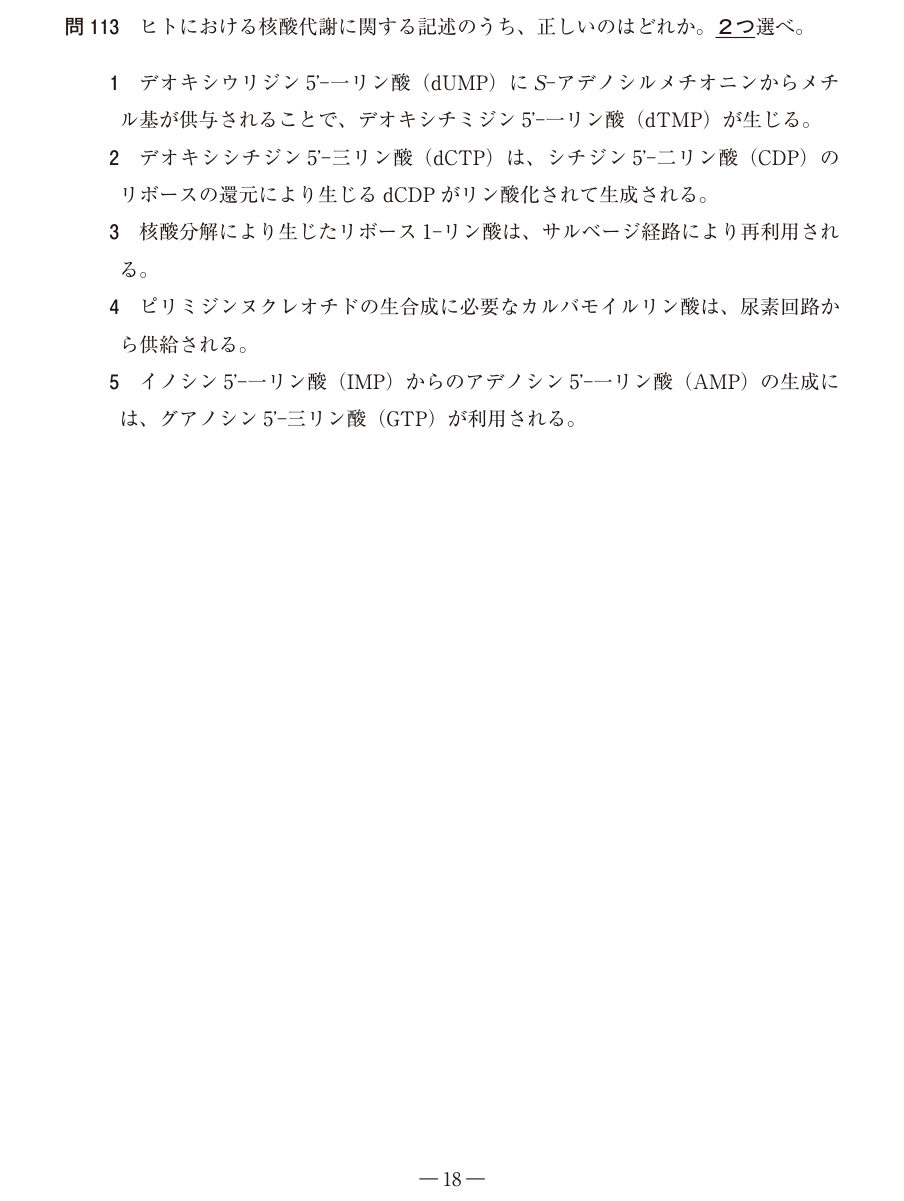 問 113　ヒトにおける核酸代謝に関する記述のうち、正しいのはどれか。２つ選べ。
1　デオキシウリジン 5’-一リン酸（dUMP）に S-アデノシルメチオニンからメチ
ル基が供与されることで、デオキシチミジン 5’-一リン酸（dTMP）が生じる。
2　デオキシシチジン 5’-三リン酸（dCTP）は、シチジン 5’-二リン酸（CDP）の
リボースの還元により生じる dCDP がリン酸化されて生成される。
3　核酸分解により生じたリボース 1-リン酸は、サルベージ経路により再利用され
る。
4　ピリミジンヌクレオチドの生合成に必要なカルバモイルリン酸は、尿素回路か
ら供給される。
5　イノシン 5’-一リン酸（IMP）からのアデノシン 5’-一リン酸（AMP）の生成に
は、グアノシン 5’-三リン酸（GTP）が利用される。
― 18 ―